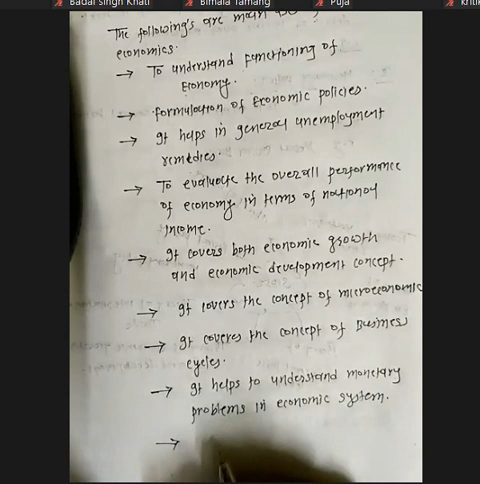 Badal Singh Khati
Bimala Tamang
Puja
The following's are main
economics.
→ To understand functioning of
Economy.
→ formulation of Economic policies.
→ It helps in general unemployment
remedies.
→ To evaluate the overall performance
of economy in terms of national
income.
→ It covers both economic growth
and economic development concept.
→ It covers the concept of microeconomic
→ It coveres the concept of Business
cycles.
→ It helps to understand monetary
problems in economic system.
→